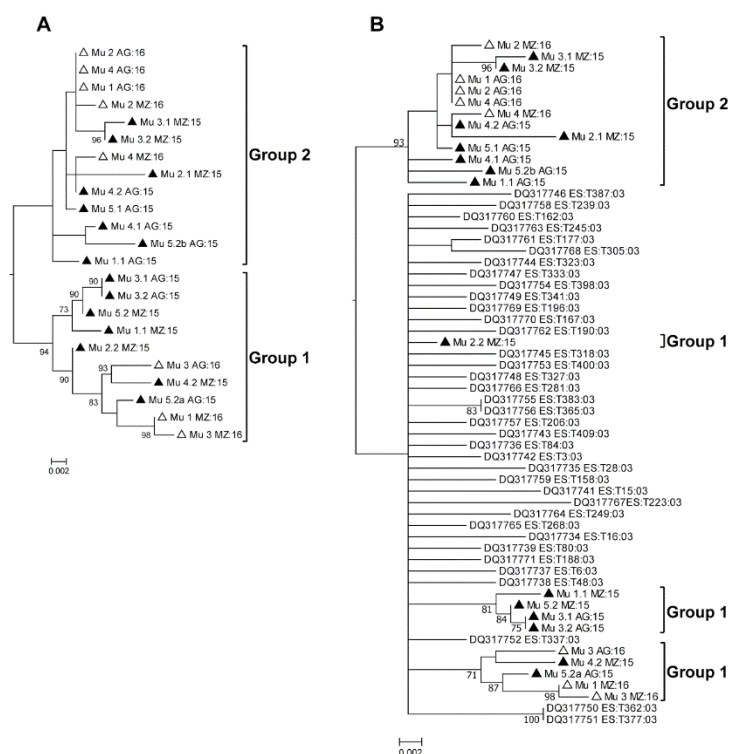 A
Mu 2 AG:16
Mu 4 AG:16
Mu 1 AG:16
Mu 2 MZ:16
Mu 3.1 MZ:15
96
Mu 3.2 MZ:15
Mu 4 MZ:16
Mu 2.1 MZ:15
Mu 4.2 AG:15
Mu 5.1 AG:15
Mu 4.1 AG:15
Mu 5.2b AG:15
Mu 1.1 AG:15
Group 2
90
Mu 3.1 AG:15
90
Mu 3.2 AG:15
Mu 5.2 MZ:15
73
Mu 1.1 MZ:15
94
Mu 2.2 MZ:15
93
Mu 3 AG:16
90
Mu 4.2 MZ:15
83
Mu 5.2a AG:15
Mu 1 MZ:16
98
Mu 3 MZ:16
Group 1
0.002
B
Mu 2 MZ:16
Mu 3.1 MZ:15
96
Mu 3.2 MZ:15
Mu 1 AG:16
Mu 2 AG:16
Mu 4 AG:16
Mu 4 MZ:16
Mu 4.2 AG:15
Mu 2.1 MZ:15
93
Mu 5.1 AG:15
Mu 4.1 AG:15
Mu 5.2b AG:15
Mu 1.1 AG:15
Group 2
DQ317746 ES:T387:03
DQ317758 ES:T239:03
DQ317760 ES:T162:03
DQ317763 ES:T245:03
DQ317761 ES:T177:03
DQ317768 ES:T305:03
DQ317744 ES:T323:03
DQ317747 ES:T333:03
DQ317754 ES:T398:03
DQ317749 ES:T341:03
DQ317769 ES:T196:03
DQ317770 ES:T167:03
DQ317762 ES:T190:03
Mu 2.2 MZ:15
Group 1
DQ317745 ES:T318:03
DQ317753 ES:T400:03
DQ317748 ES:T327:03
DQ317766 ES:T281:03
DQ317755 ES:T383:03
83
DQ317756 ES:T365:03
DQ317757 ES:T206:03
DQ317743 ES:T409:03
DQ317736 ES:T84:03
DQ317742 ES:T3:03
DQ317735 ES:T28:03
DQ317759 ES:T158:03
DQ317741 ES:T15:03
DQ317767ES:T223:03
DQ317764 ES:T249:03
DQ317765 ES:T268:03
DQ317734 ES:T16:03
DQ317739 ES:T80:03
DQ317771 ES:T188:03
DQ317737 ES:T6:03
DQ317738 ES:T48:03
Mu 1.1 MZ:15
81
Mu 5.2 MZ:15
84
Mu 3.1 AG:15
75
Mu 3.2 AG:15
Group 1
DQ317752 ES:T337:03
Mu 3 AG:16
71
Mu 4.2 MZ:15
Mu 5.2a AG:15
87
Mu 1 MZ:16
98
Mu 3 MZ:16
Group 1
DQ317750 ES:T362:03
100
DQ317751 ES:T377:03
0.002